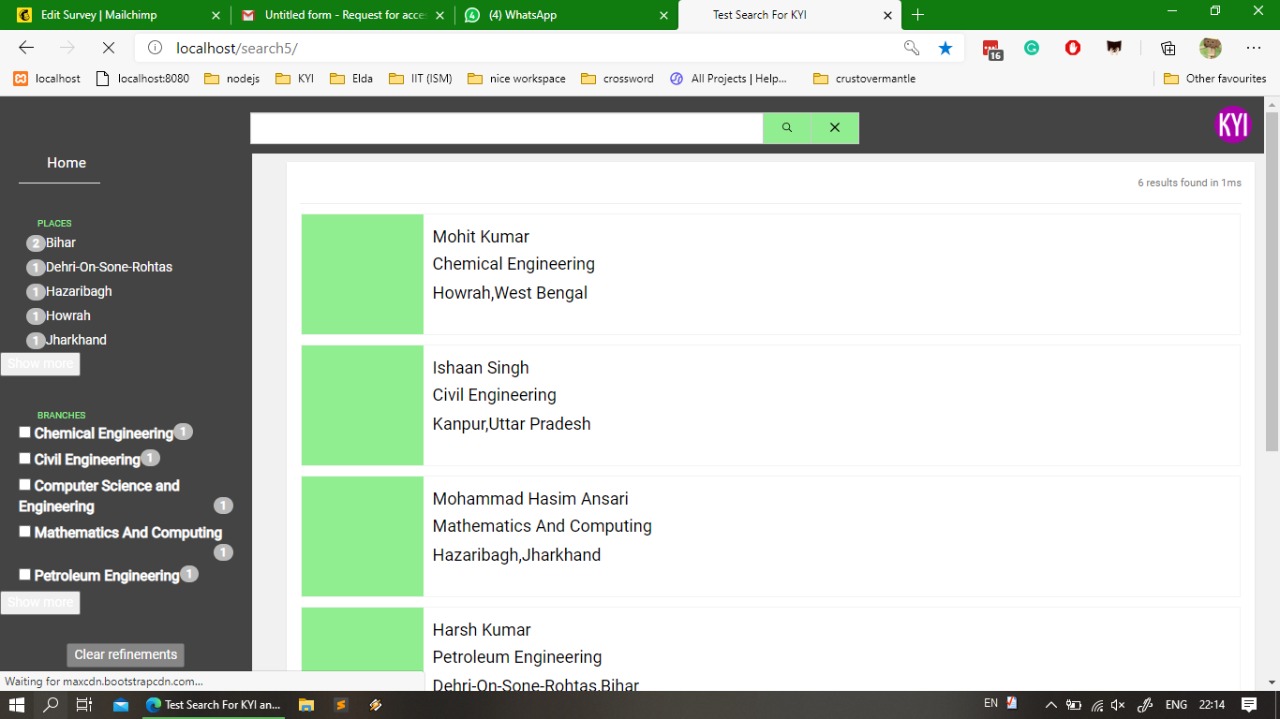 Edit Survey | Mailchimp
Untitled form - Request for acce
(4) WhatsApp
Test Search For KYI
localhost/search5/
16
localhost
localhost:8080
nodejs
KYI
Elda
IIT (ISM)
nice workspace
crossword
All Projects | Help...
crustovermantle
Other favourites
KYI
Home
6 results found in 1ms
PLACES
2 Bihar
1 Dehri-On-Sone-Rohtas
1 Hazaribagh
1 Howrah
1 Jharkhand
Show more
BRANCHES
Chemical Engineering 1
Civil Engineering 1
Computer Science and
Engineering 1
Mathematics And Computing
1
Petroleum Engineering 1
Show more
Clear refinements
Mohit Kumar
Chemical Engineering
Howrah,West Bengal
Ishaan Singh
Civil Engineering
Kanpur,Uttar Pradesh
Mohammad Hasim Ansari
Mathematics And Computing
Hazaribagh,Jharkhand
Harsh Kumar
Petroleum Engineering
Dehri-On-Sone-Rohtas,Bihar
Waiting for maxcdn.bootstrapcdn.com...
Test Search For KYI an...
EN
ENG
22:14